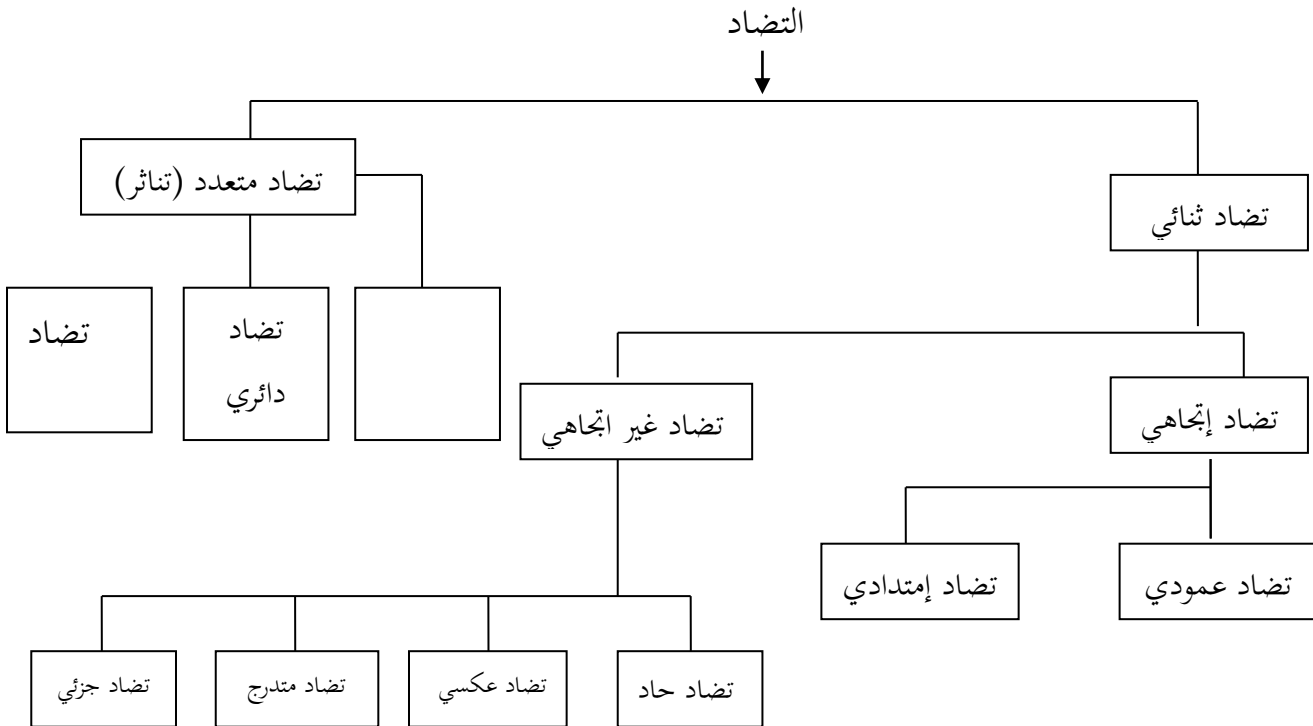 التضاد
تضاد متعدد (تناثر)
تضاد ثنائي
تضاد
تضاد
دائري
تضاد غير اتجاهي
تضاد إتجاهي
تضاد إمتدادي
تضاد عمودي
تضاد جزئي
تضاد متدرج
تضاد عكسي
تضاد حاد